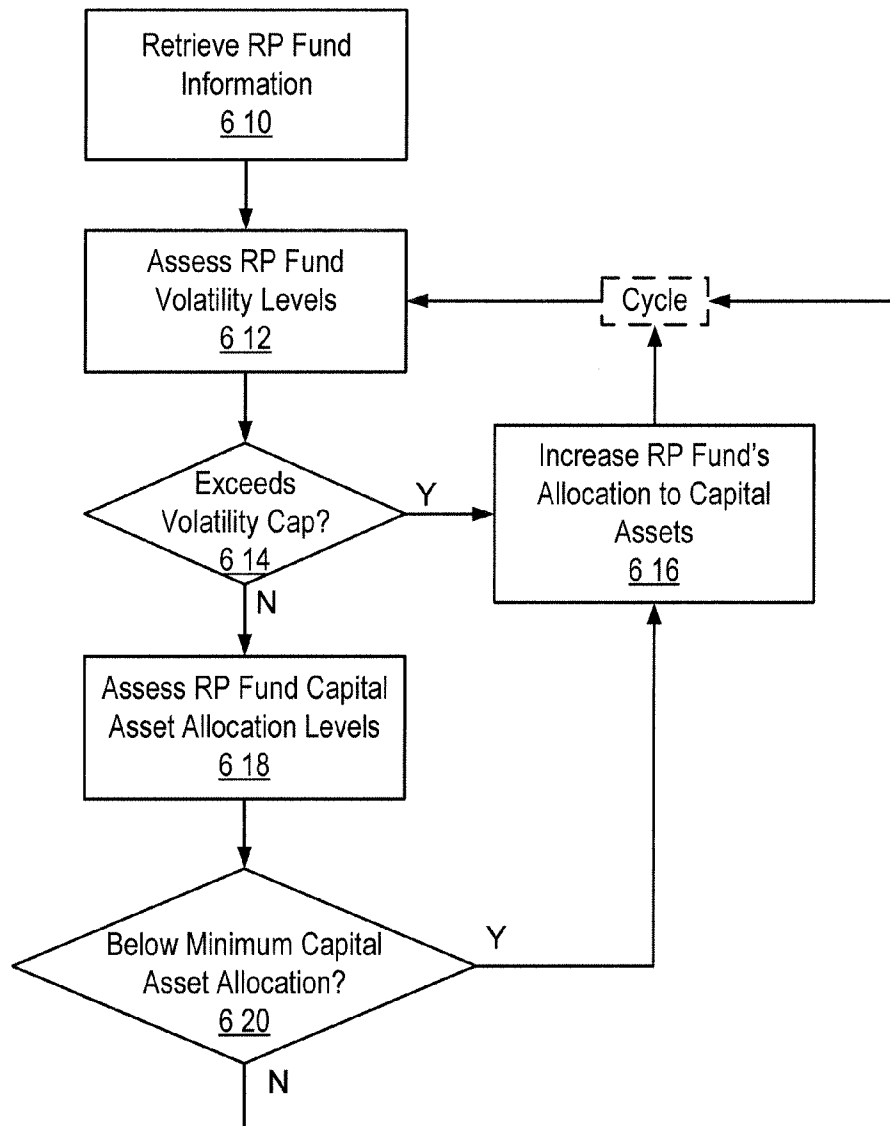 Retrieve RP Fund
Information
6 10
Assess RP Fund
Volatility Levels
6 12
Cycle
Exceeds
Volatility Cap?
6 14
Y
N
Increase RP Fund's
Allocation to Capital
Assets
6 16
Assess RP Fund Capital
Asset Allocation Levels
6 18
Below Minimum Capital
Asset Allocation?
6 20
Y
N